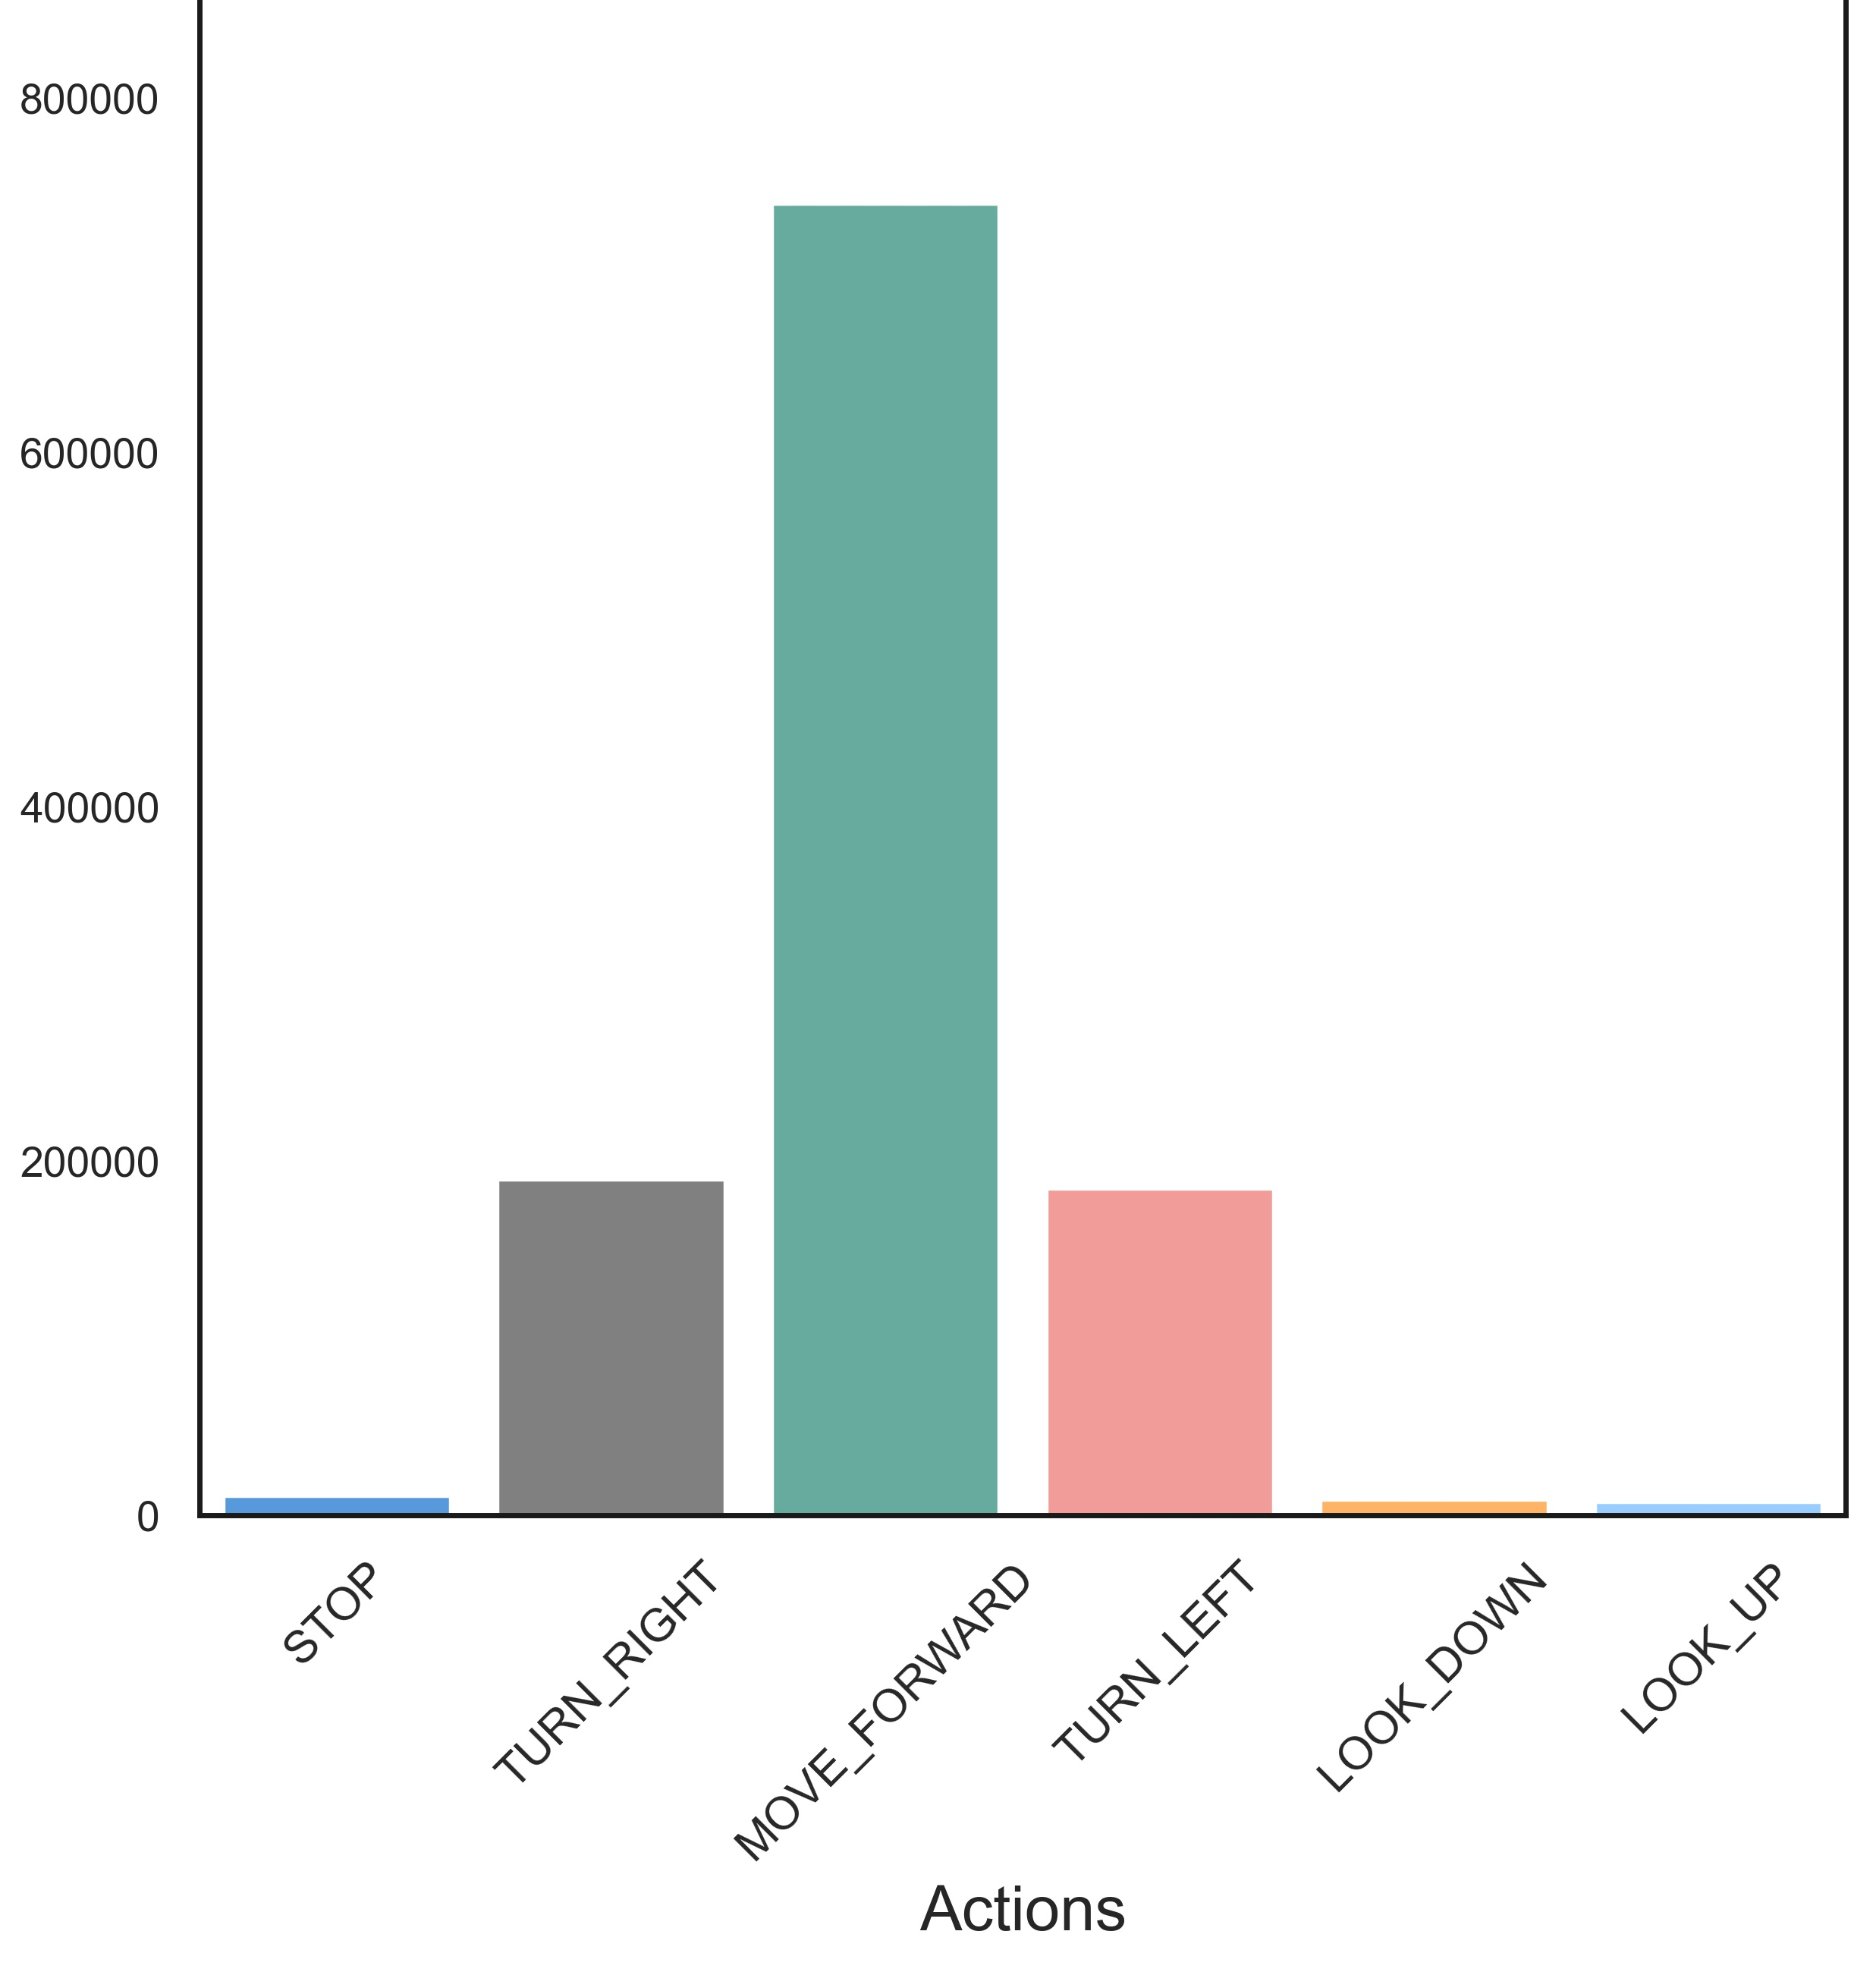 800000
600000
400000
200000
0
STOP
TURN_RIGHT
MOVE_FORWARD
TURN_LEFT
LOOK_DOWN
LOOK_UP
Actions